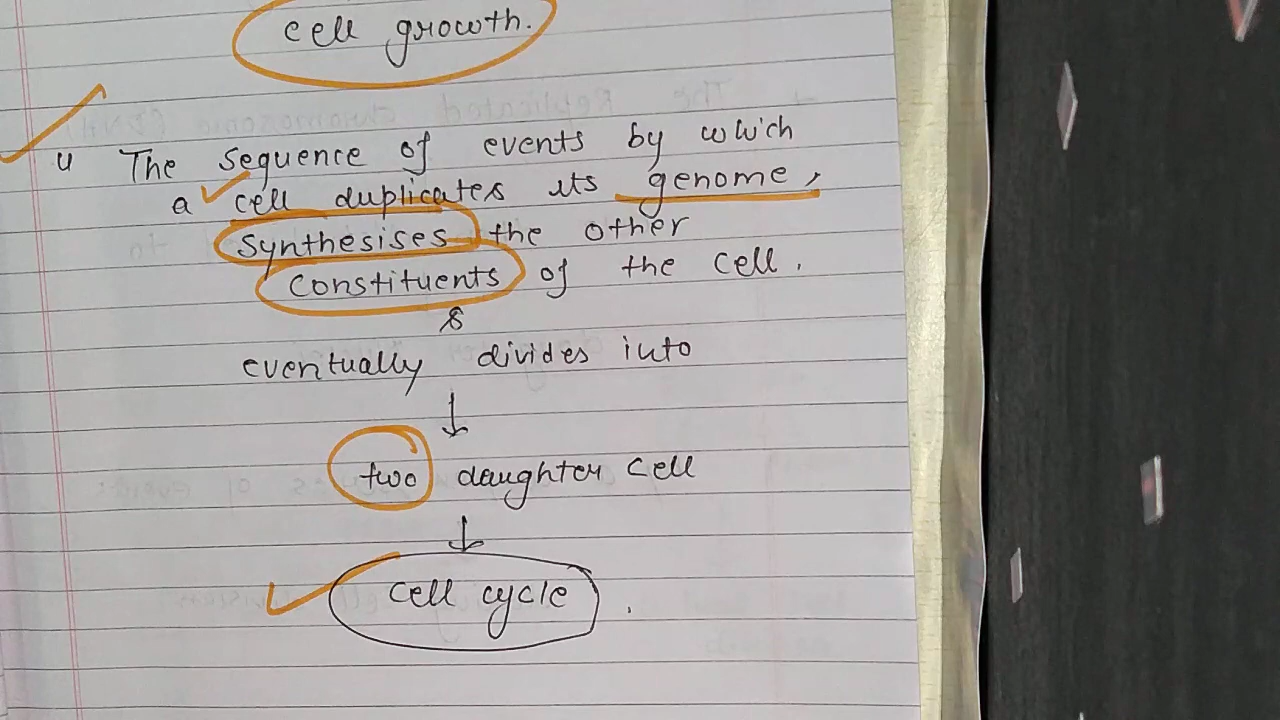 cell growth.
u The sequence of events by which
a cell duplicates its genome,
synthesises the other
constituents of the cell.
&
eventually divides into
↓
two daughter cell
↓
cell cycle.